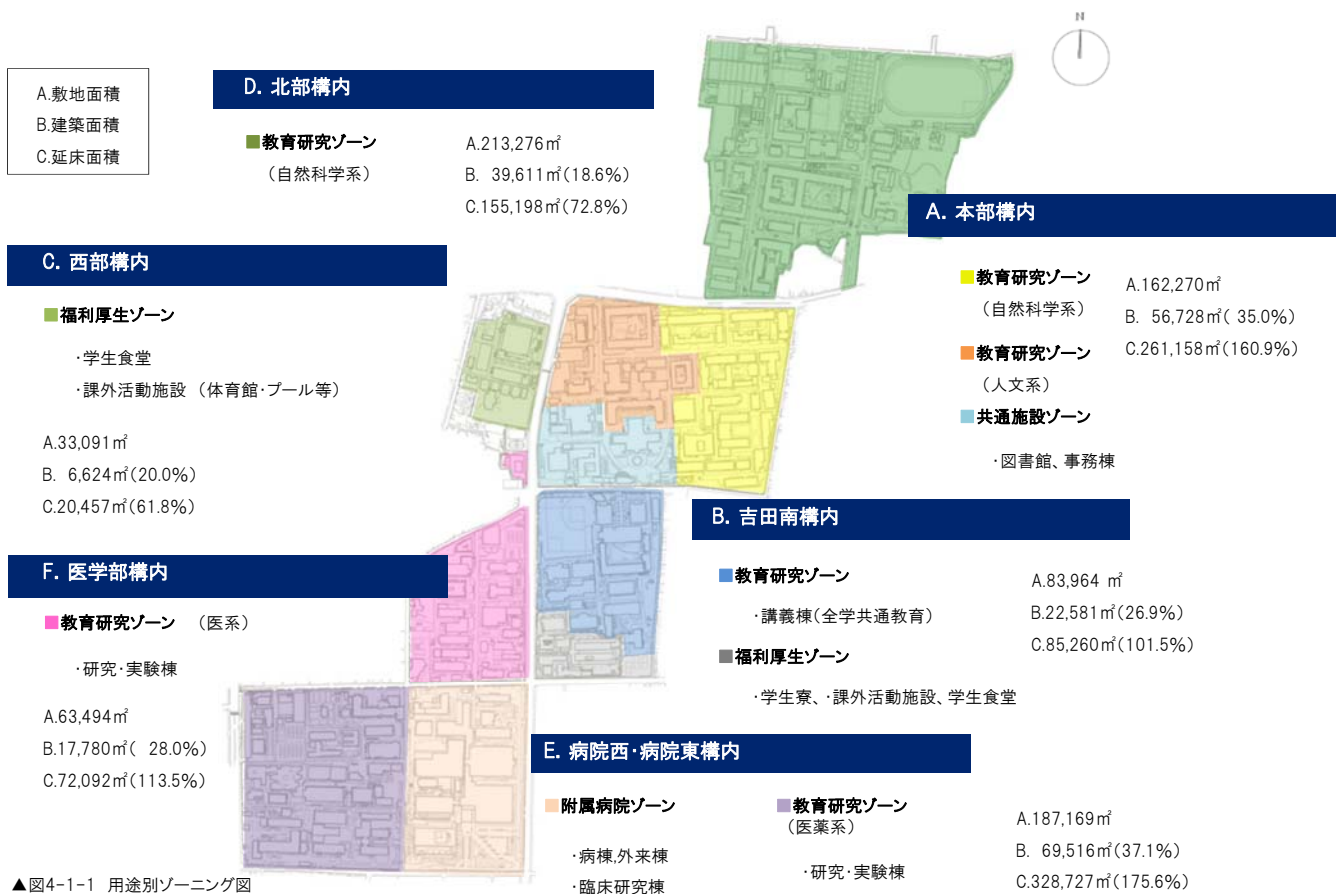 N
A.敷地面積
B.建築面積
C.延床面積
D. 北部構内
■教育研究ゾーン
(自然科学系)
A.213,276㎡
B. 39,611㎡(18.6%)
C.155,198㎡(72.8%)
A. 本部構内
■教育研究ゾーン
(自然科学系)
■教育研究ゾーン
(人文系)
■共通施設ゾーン
・図書館、事務棟
A.162,270㎡
B. 56,728㎡( 35.0%)
C.261,158㎡(160.9%)
C. 西部構内
■福利厚生ゾーン
・学生食堂
・課外活動施設 (体育館・プール等)
A.33,091㎡
B. 6,624㎡(20.0%)
C.20,457㎡(61.8%)
B. 吉田南構内
■教育研究ゾーン
・講義棟(全学共通教育)
■福利厚生ゾーン
・学生寮、・課外活動施設、学生食堂
A.83,964 ㎡
B.22,581㎡(26.9%)
C.85,260㎡(101.5%)
F. 医学部構内
■教育研究ゾーン (医系)
・研究・実験棟
A.63,494㎡
B.17,780㎡( 28.0%)
C.72,092㎡(113.5%)
E. 病院西・病院東構内
■附属病院ゾーン
・病棟,外来棟
・臨床研究棟
■教育研究ゾーン
(医薬系)
・研究・実験棟
A.187,169㎡
B. 69,516㎡(37.1%)
C.328,727㎡(175.6%)
▲図4-1-1 用途別ゾーニング図